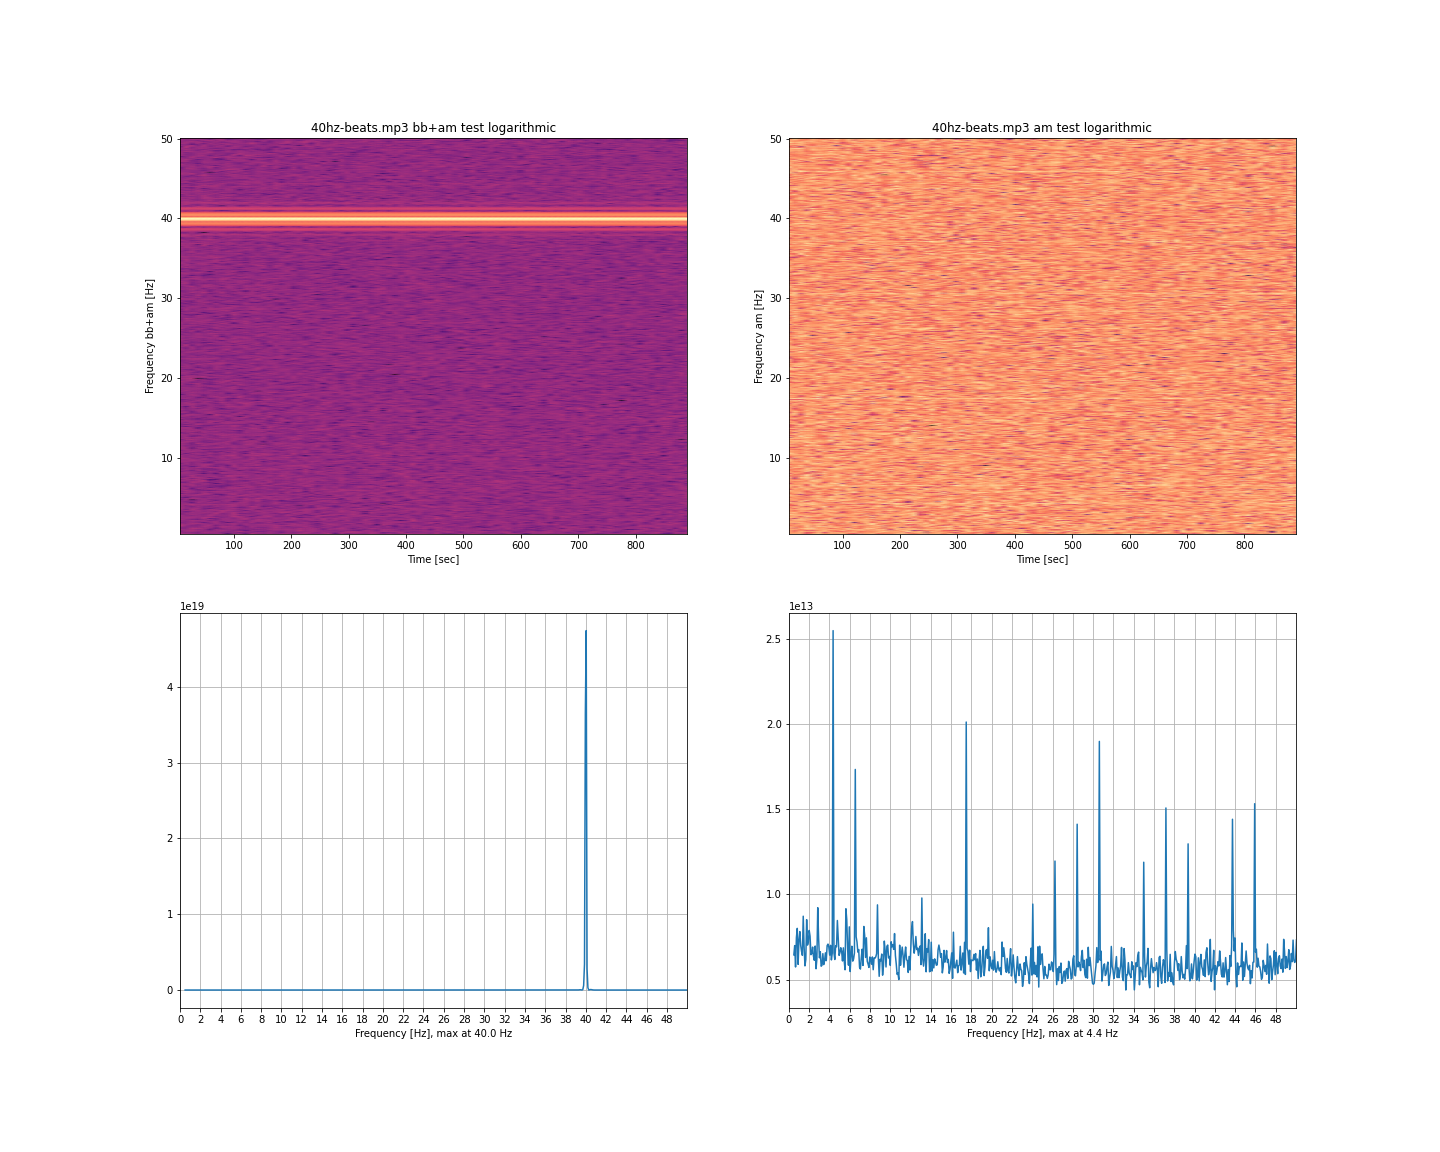 40hz-beats.mp3 bb+am test logarithmic
50
40
30
20
10
Frequency bb+am [Hz]
100 200 300 400 500 600 700 800
Time [sec]
40hz-beats.mp3 am test logarithmic
50
40
30
20
10
Frequency am [Hz]
100 200 300 400 500 600 700 800
Time [sec]
1e19
4
3
2
1
0
0 2 4 6 8 10 12 14 16 18 20 22 24 26 28 30 32 34 36 38 40 42 44 46 48
Frequency [Hz], max at 40.0 Hz
1e13
2.5
2.0
1.5
1.0
0.5
0 2 4 6 8 10 12 14 16 18 20 22 24 26 28 30 32 34 36 38 40 42 44 46 48
Frequency [Hz], max at 4.4 Hz